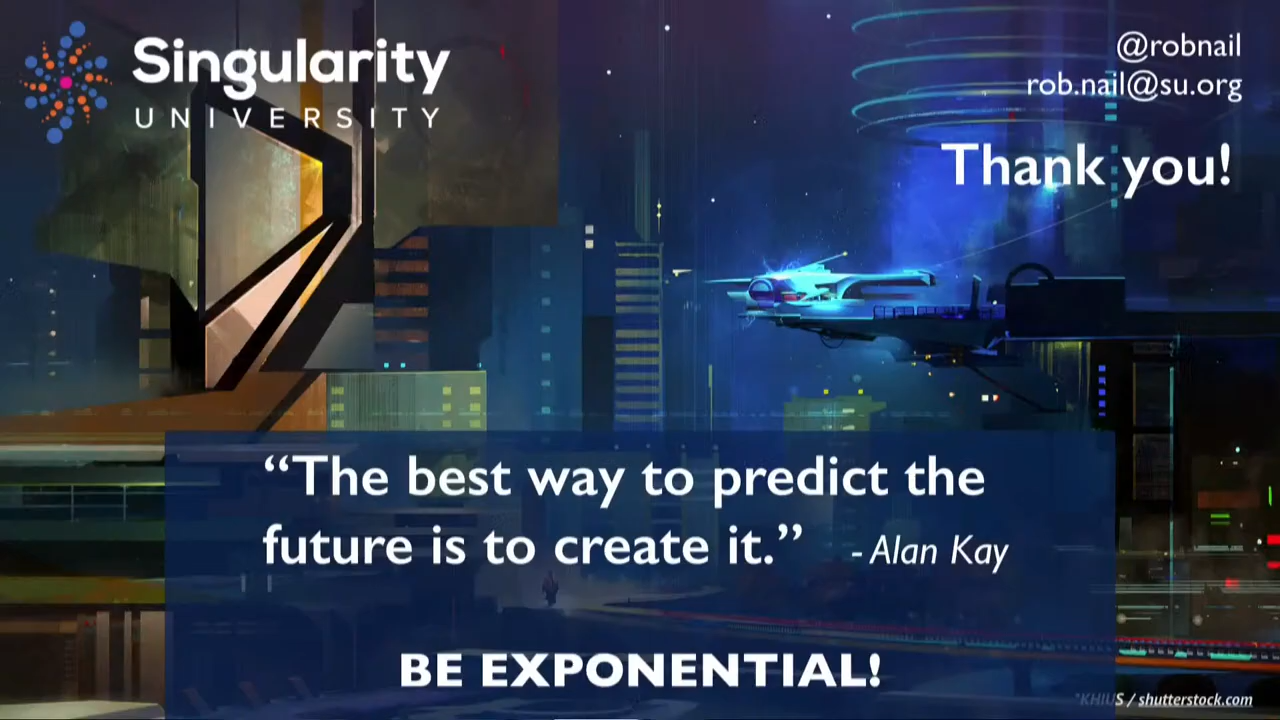 Singularity
UNIVERSITY
@robnail
rob.nail@su.org
Thank you!
“The best way to predict the
future is to create it.” - Alan Kay
BE EXPONENTIAL!
*KHIUS / shutterstock.com